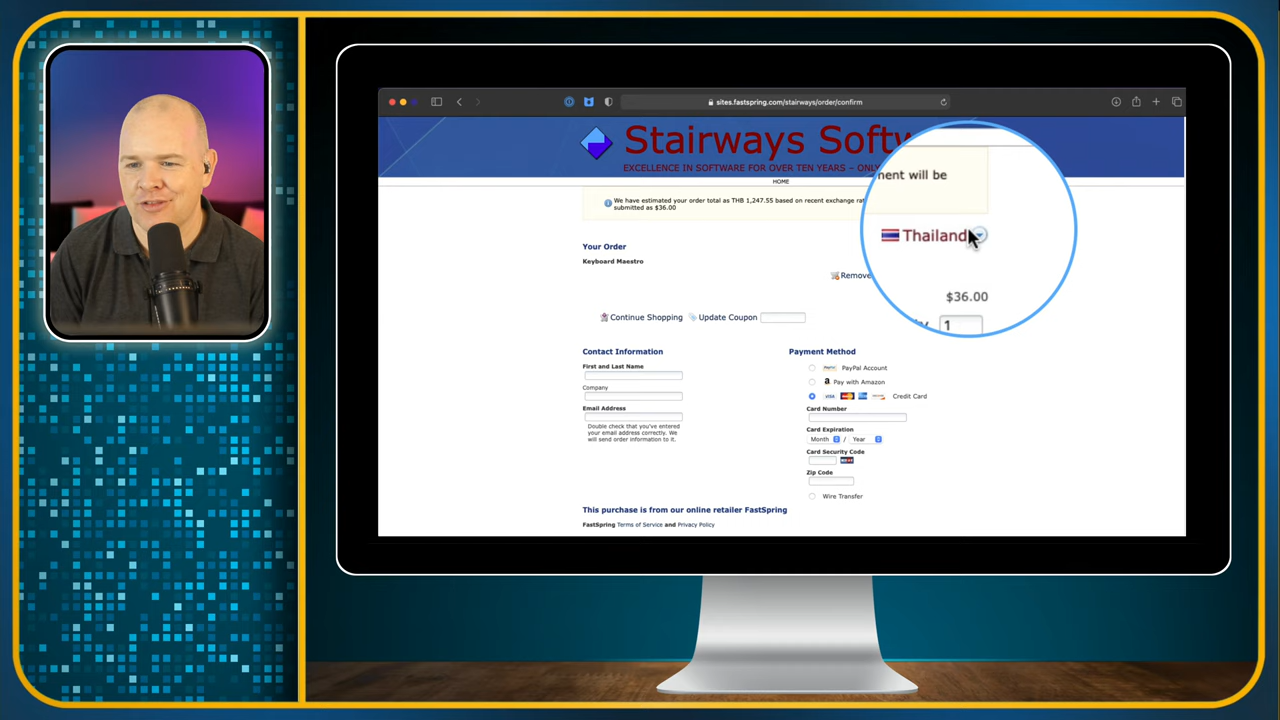 sites.fastspring.com/stairways/order/confirm
Stairways Softw
EXCELLENCE IN SOFTWARE FOR OVER TEN YEARS – ONL
HOME
ment will be
We have estimated your order total as THB 1,247.55 based on recent exchange ra
submitted as $36.00
Thailand
Your Order
Keyboard Maestro
Remove
$36.00
Continue Shopping Update Coupon
1
Contact Information
Payment Method
First and Last Name
PayPal Account
Company
Pay with Amazon
Credit Card
VISA
Email Address
Card Number
Double check that you've entered
your email address correctly. We
will send order information to it.
Card Expiration
Month / Year
Card Security Code
Zip Code
Wire Transfer
This purchase is from our online retailer FastSpring
FastSpring Terms of Service and Privacy Policy